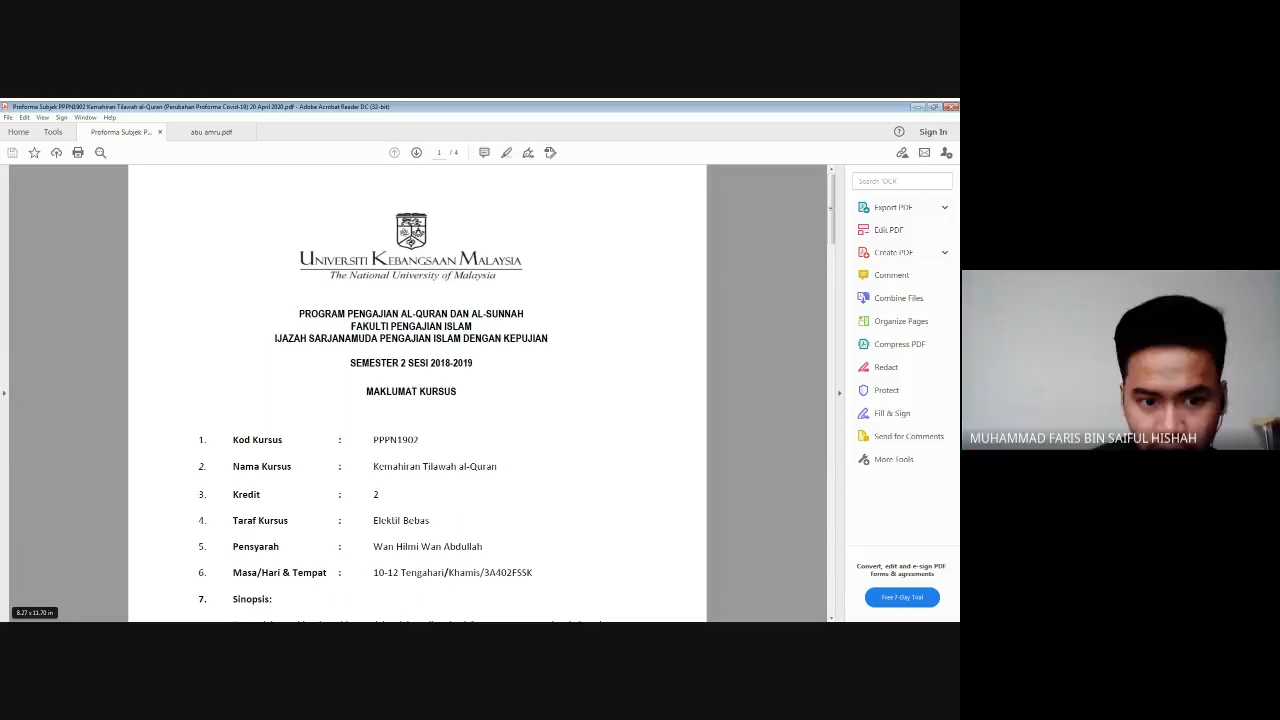 Proforma Subjek PPPN1902 Kemahiran Tilawah al-Quran (Perubahan Proforma Covid-19) 20 April 2020.pdf - Adobe Acrobat Reader DC (32-bit)
File Edit View Sign Window Help
Home Tools Proforma Subjek P... × abu amru.pdf Sign In
1 / 4
Search 'OCR'
Export PDF
Edit PDF
Create PDF
Comment
Combine Files
Organize Pages
Compress PDF
Redact
Protect
Fill & Sign
Send for Comments
More Tools
Convert, edit and e-sign PDF
forms & agreements
Free 7-Day Trial
UNIVERSITI KEBANGSAAN MALAYSIA
The National University of Malaysia
PROGRAM PENGAJIAN AL-QURAN DAN AL-SUNNAH
FAKULTI PENGAJIAN ISLAM
IJAZAH SARJANAMUDA PENGAJIAN ISLAM DENGAN KEPUJIAN
SEMESTER 2 SESI 2018-2019
MAKLUMAT KURSUS
1. Kod Kursus : PPPN1902
2. Nama Kursus : Kemahiran Tilawah al-Quran
3. Kredit : 2
4. Taraf Kursus : Elektif Bebas
5. Pensyarah : Wan Hilmi Wan Abdullah
6. Masa/Hari & Tempat : 10-12 Tengahari/Khamis/3A402FSSK
7. Sinopsis:
8.27 x 11.70 in
MUHAMMAD FARIS BIN SAIFUL HISHAH